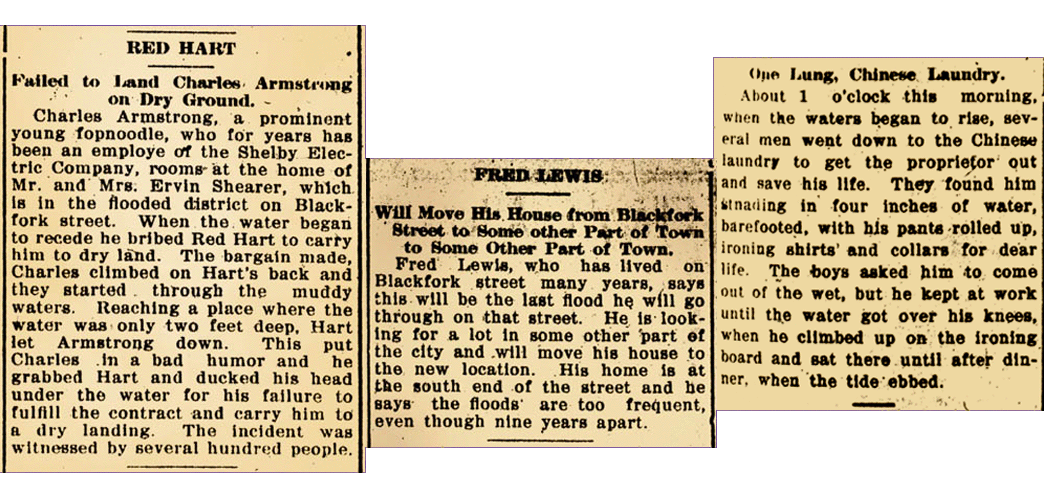 RED HART
Failed to Land Charles Armstrong
on Dry Ground.
Charles Armstrong, a prominent
young fopnoodle, who for years has
been an employe of the Shelby Elec-
tric Company, rooms at the home of
Mr. and Mrs. Ervin Shearer, which
is in the flooded district on Black-
fork street. When the water began
to recede he bribed Red Hart to carry
him to dry land. The bargain made,
Charles climbed on Hart's back and
they started through the muddy
waters. Reaching a place where the
water was only two feet deep, Hart
let Armstrong down. This put
Charles in a bad humor and he
grabbed Hart and ducked his head
under the water for his failure to
fulfill the contract and carry him to
a dry landing. The incident was
witnessed by several hundred people.
FRED LEWIS
Will Move His House from Blackfork
Street to Some other Part of Town
to Some Other Part of Town.
Fred Lewis, who has lived on
Blackfork street many years, says
this will be the last flood he will go
through on that street. He is look-
ing for a lot in some other part of
the city and will move his house to
the new location. His home is at
the south end of the street and he
says the floods' are too frequent,
even though nine years apart.
One Lung, Chinese Laundry.
About 1 o'clock this morning,
when the waters began to rise, sev-
eral men went down to the Chinese
laundry to get the proprietor out
and save his life. They found him
stnading in four inches of water,
barefooted, with his pants rolled up,
ironing shirts' and collars for dear
life. The boys asked him to come
out of the wet, but he kept at work
until the water got over his knees,
when he climbed up on the ironing
board and sat there until after din-
ner, when the tide ebbed.